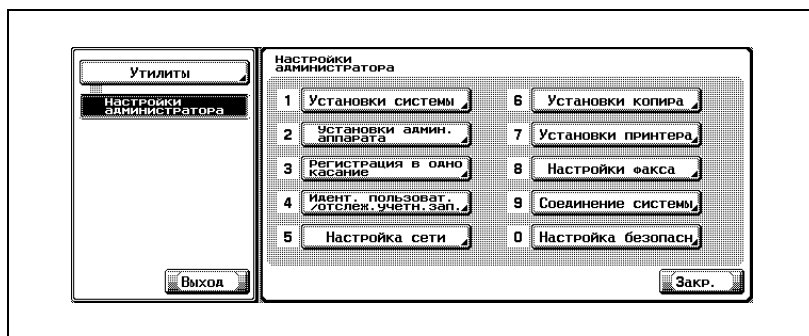 Утилиты
Настройки
администратора
Настройки
администратора
1 Установки системы
2 Установки админ.
аппарата
3 Регистрация в одно
касание
4 Идент. пользоват.
/отслеж.учетн.зап.
5 Настройка сети
6 Установки копира
7 Установки принтера
8 Настройки факса
9 Соединение системы
0 Настройка безопасн
Выход
Закр.